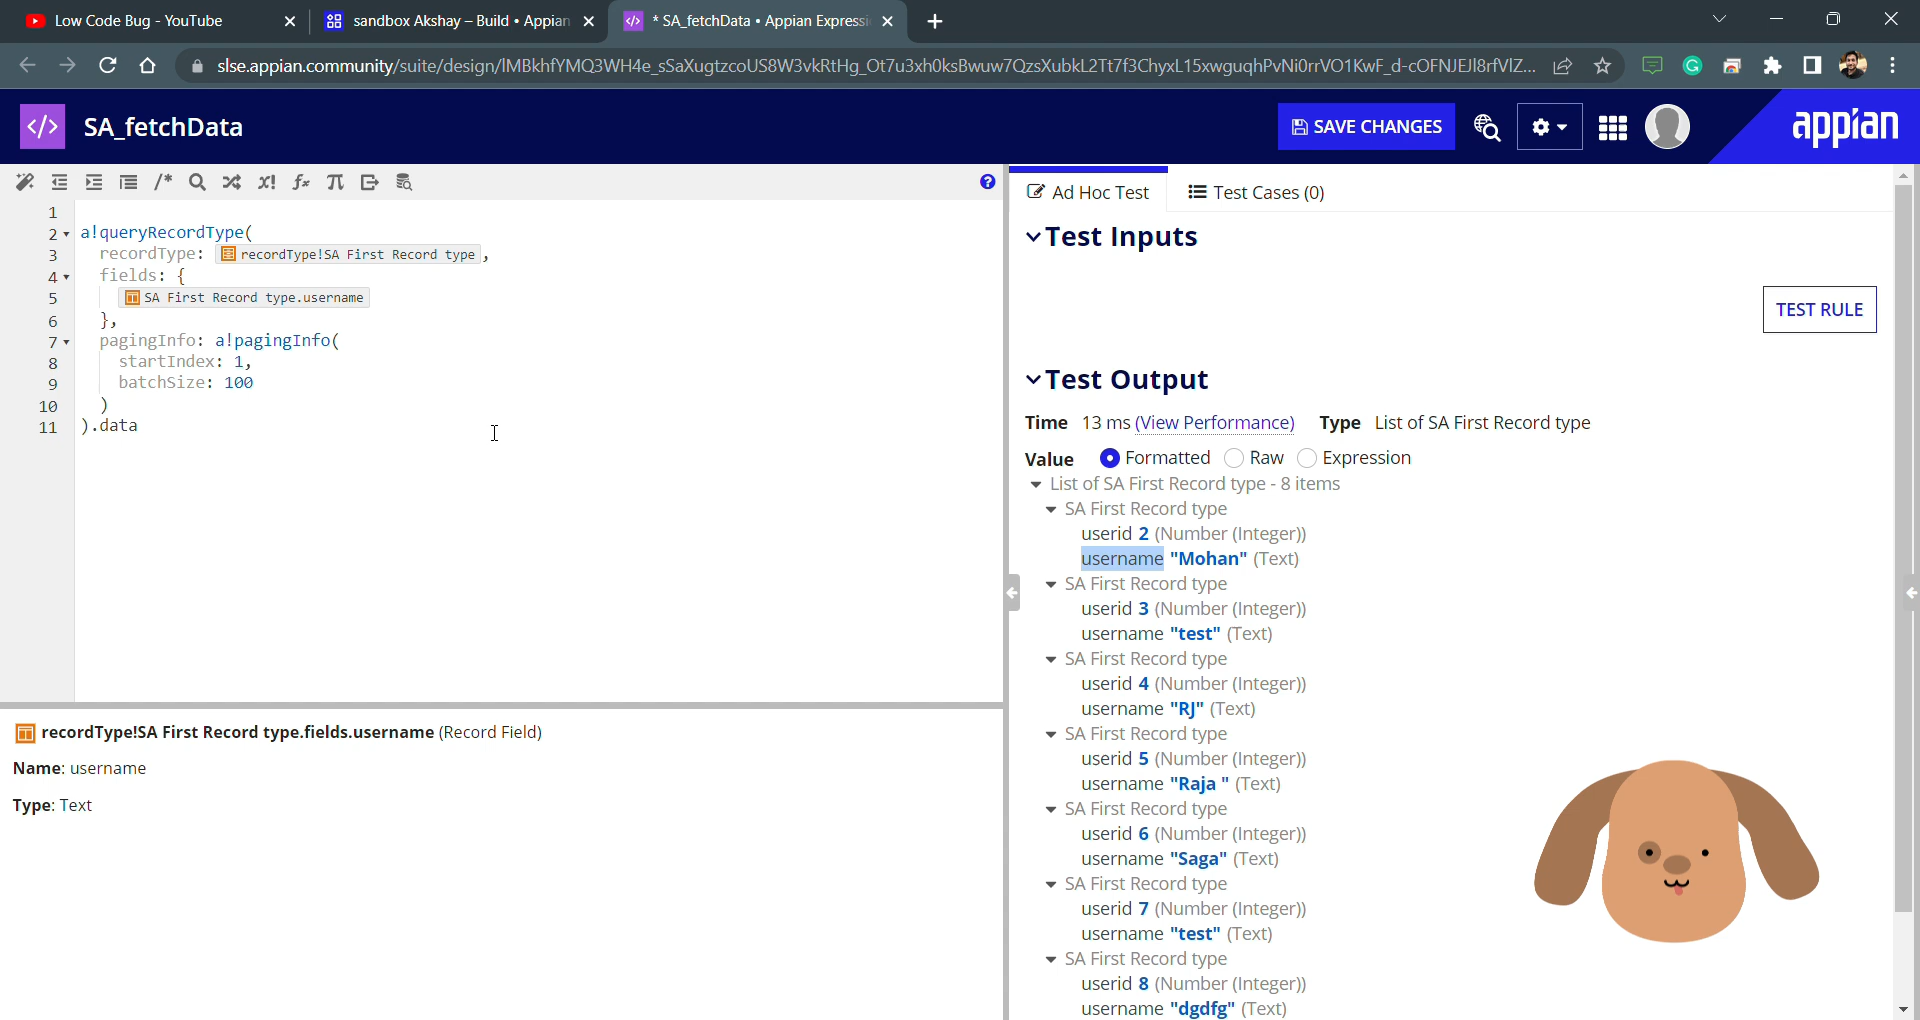 Low Code Bug - YouTube
sandbox Akshay – Build • Appian
* SA_fetchData • Appian Expressi
slse.appian.community/suite/design/
SA_fetchData
SAVE CHANGES
appian
Ad Hoc Test
Test Cases (0)
1
2 a!queryRecordType(
3 recordType: recordType!SA First Record type,
4 fields: {
5 SA First Record type.username
6 },
7 pagingInfo: a!pagingInfo(
8 startIndex: 1,
9 batchSize: 100
10 )
11 ).data
recordType!SA First Record type.fields.username (Record Field)
Name: username
Type: Text
Test Inputs
TEST RULE
Test Output
Time 13 ms (View Performance) Type List of SA First Record type
Value Formatted Raw Expression
List of SA First Record type - 8 items
SA First Record type
userid 2 (Number (Integer))
username "Mohan" (Text)
SA First Record type
userid 3 (Number (Integer))
username "test" (Text)
SA First Record type
userid 4 (Number (Integer))
username "RJ" (Text)
SA First Record type
userid 5 (Number (Integer))
username "Raja " (Text)
SA First Record type
userid 6 (Number (Integer))
username "Saga" (Text)
SA First Record type
userid 7 (Number (Integer))
username "test" (Text)
SA First Record type
userid 8 (Number (Integer))
username "dgdfg" (Text)